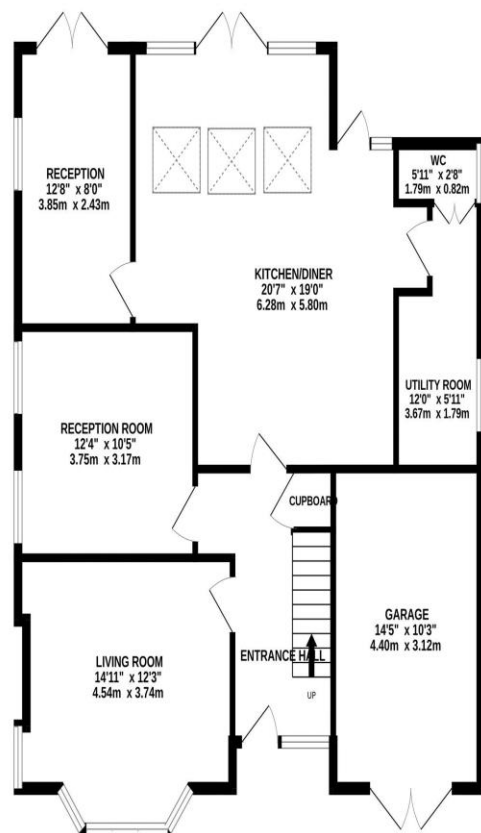 WC
5'11" x 2'8"
1.79m x 0.82m
RECEPTION
12'8" x 8'0"
3.85m x 2.43m
KITCHEN/DINER
20'7" x 19'0"
6.28m x 5.80m
UTILITY ROOM
12'0" x 5'11"
3.67m x 1.79m
RECEPTION ROOM
12'4" x 10'5"
3.75m x 3.17m
CUPBOARD
GARAGE
14'5" x 10'3"
4.40m x 3.12m
ENTRANCE HALL
LIVING ROOM
14'11" x 12'3"
4.54m x 3.74m
UP